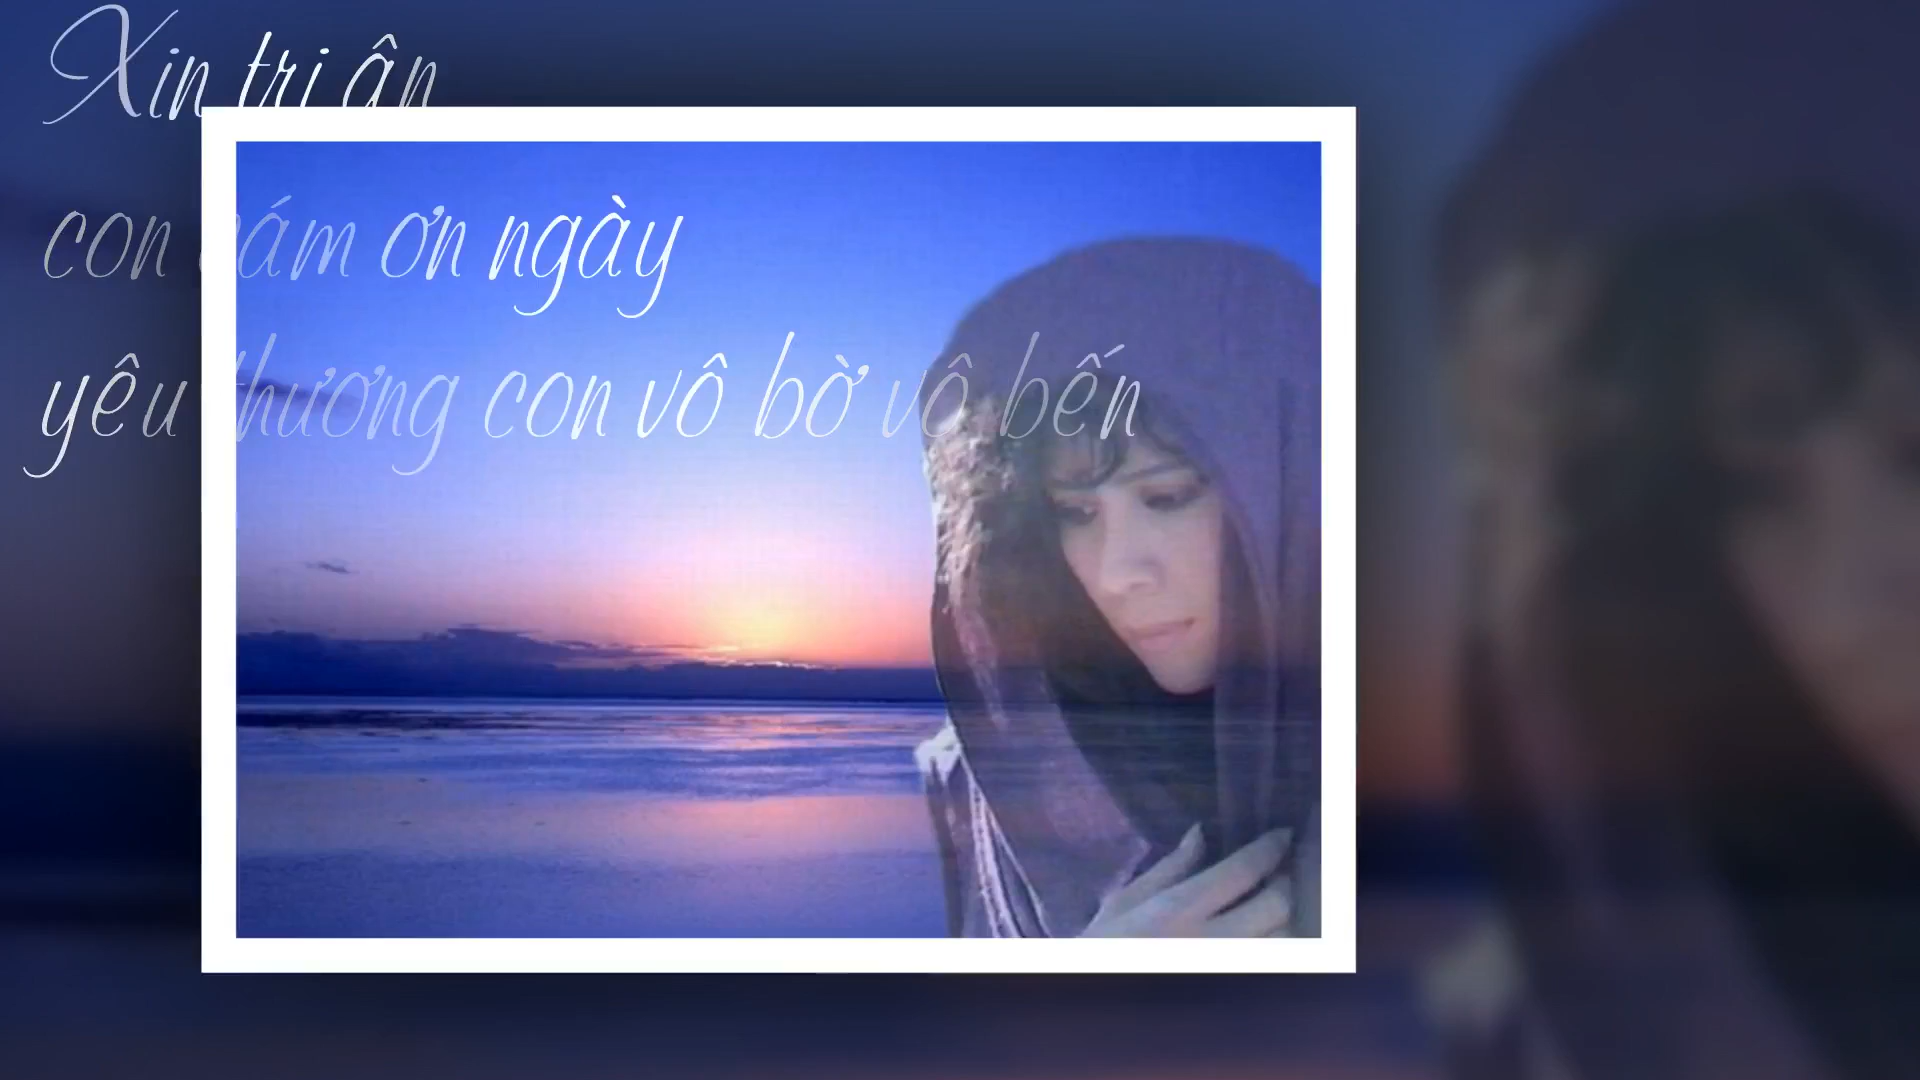 Xin tri ân
con cám ơn ngày
yêu thương con vô bờ vô bến